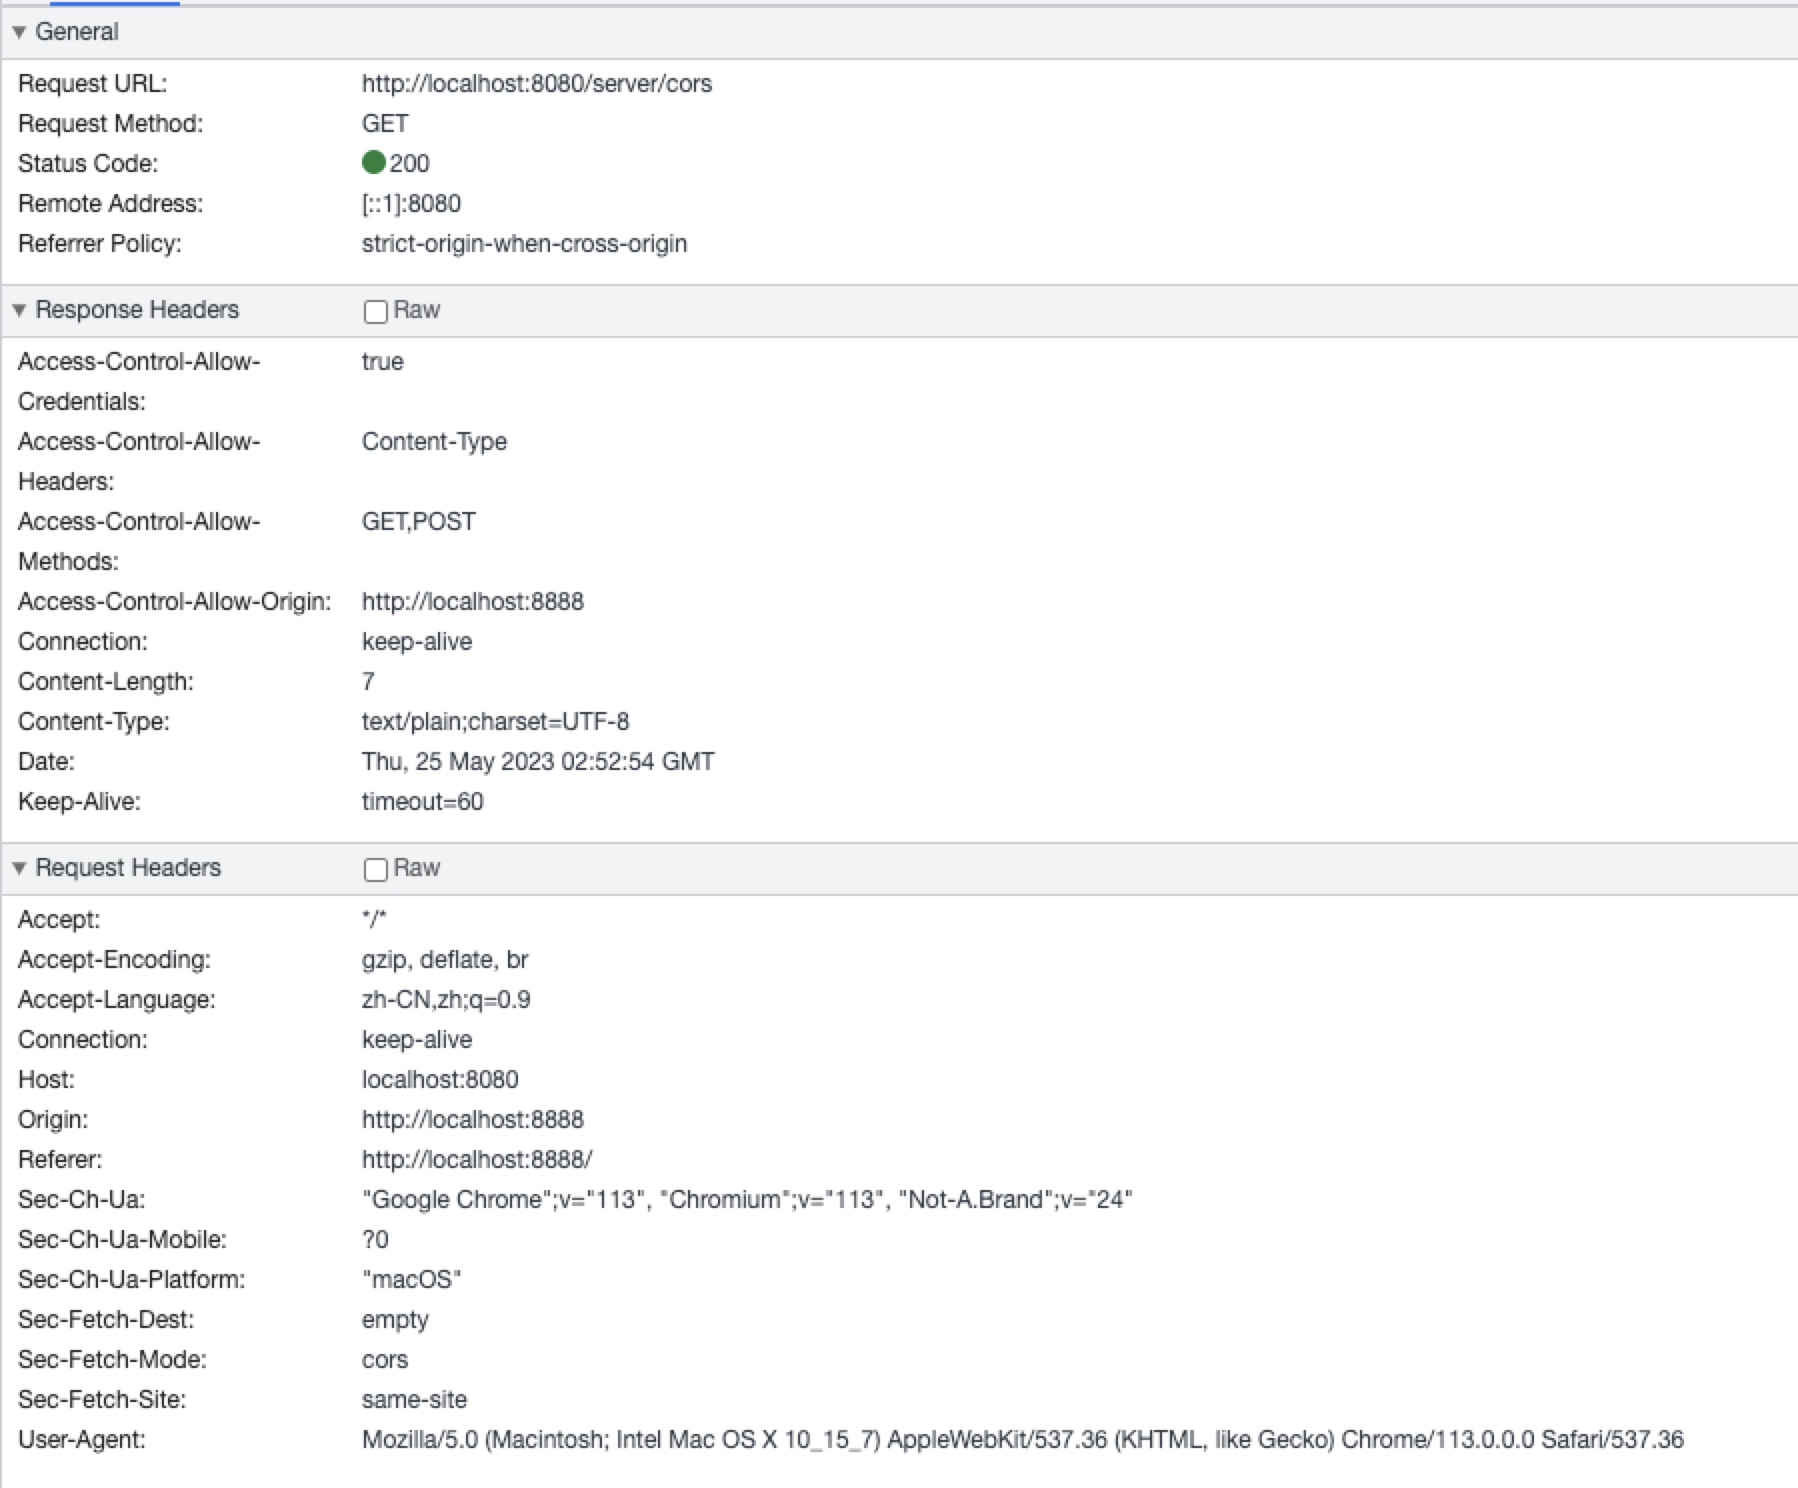 General
Request URL: http://localhost:8080/server/cors
Request Method: GET
Status Code: 200
Remote Address: [::1]:8080
Referrer Policy: strict-origin-when-cross-origin
Response Headers Raw
Access-Control-Allow- true
Credentials:
Access-Control-Allow- Content-Type
Headers:
Access-Control-Allow- GET,POST
Methods:
Access-Control-Allow-Origin: http://localhost:8888
Connection: keep-alive
Content-Length: 7
Content-Type: text/plain;charset=UTF-8
Date: Thu, 25 May 2023 02:52:54 GMT
Keep-Alive: timeout=60
Request Headers Raw
Accept: */*
Accept-Encoding: gzip, deflate, br
Accept-Language: zh-CN,zh;q=0.9
Connection: keep-alive
Host: localhost:8080
Origin: http://localhost:8888
Referer: http://localhost:8888/
Sec-Ch-Ua: "Google Chrome";v="113", "Chromium";v="113", "Not-A.Brand";v="24"
Sec-Ch-Ua-Mobile: ?0
Sec-Ch-Ua-Platform: "macOS"
Sec-Fetch-Dest: empty
Sec-Fetch-Mode: cors
Sec-Fetch-Site: same-site
User-Agent: Mozilla/5.0 (Macintosh; Intel Mac OS X 10_15_7) AppleWebKit/537.36 (KHTML, like Gecko) Chrome/113.0.0.0 Safari/537.36